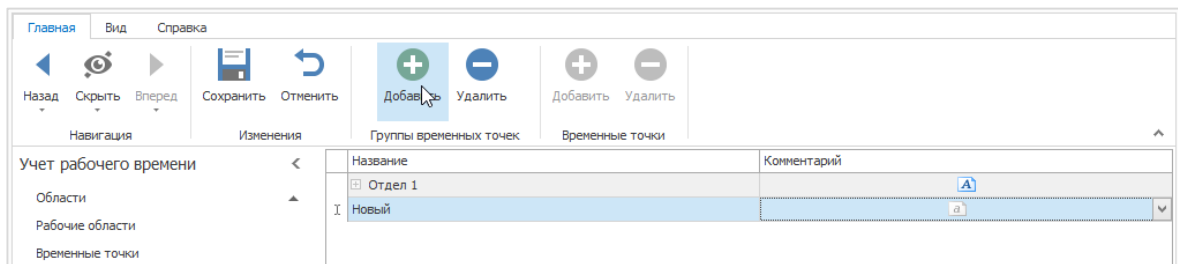 Главная Вид Справка
Назад Скрыть Вперед Сохранить Отменить Добавить Удалить Добавить Удалить
Навигация Изменения Группы временных точек Временные точки
Учет рабочего времени Название Комментарий
Области Отдел 1 A
Рабочие области Новый a
Временные точки